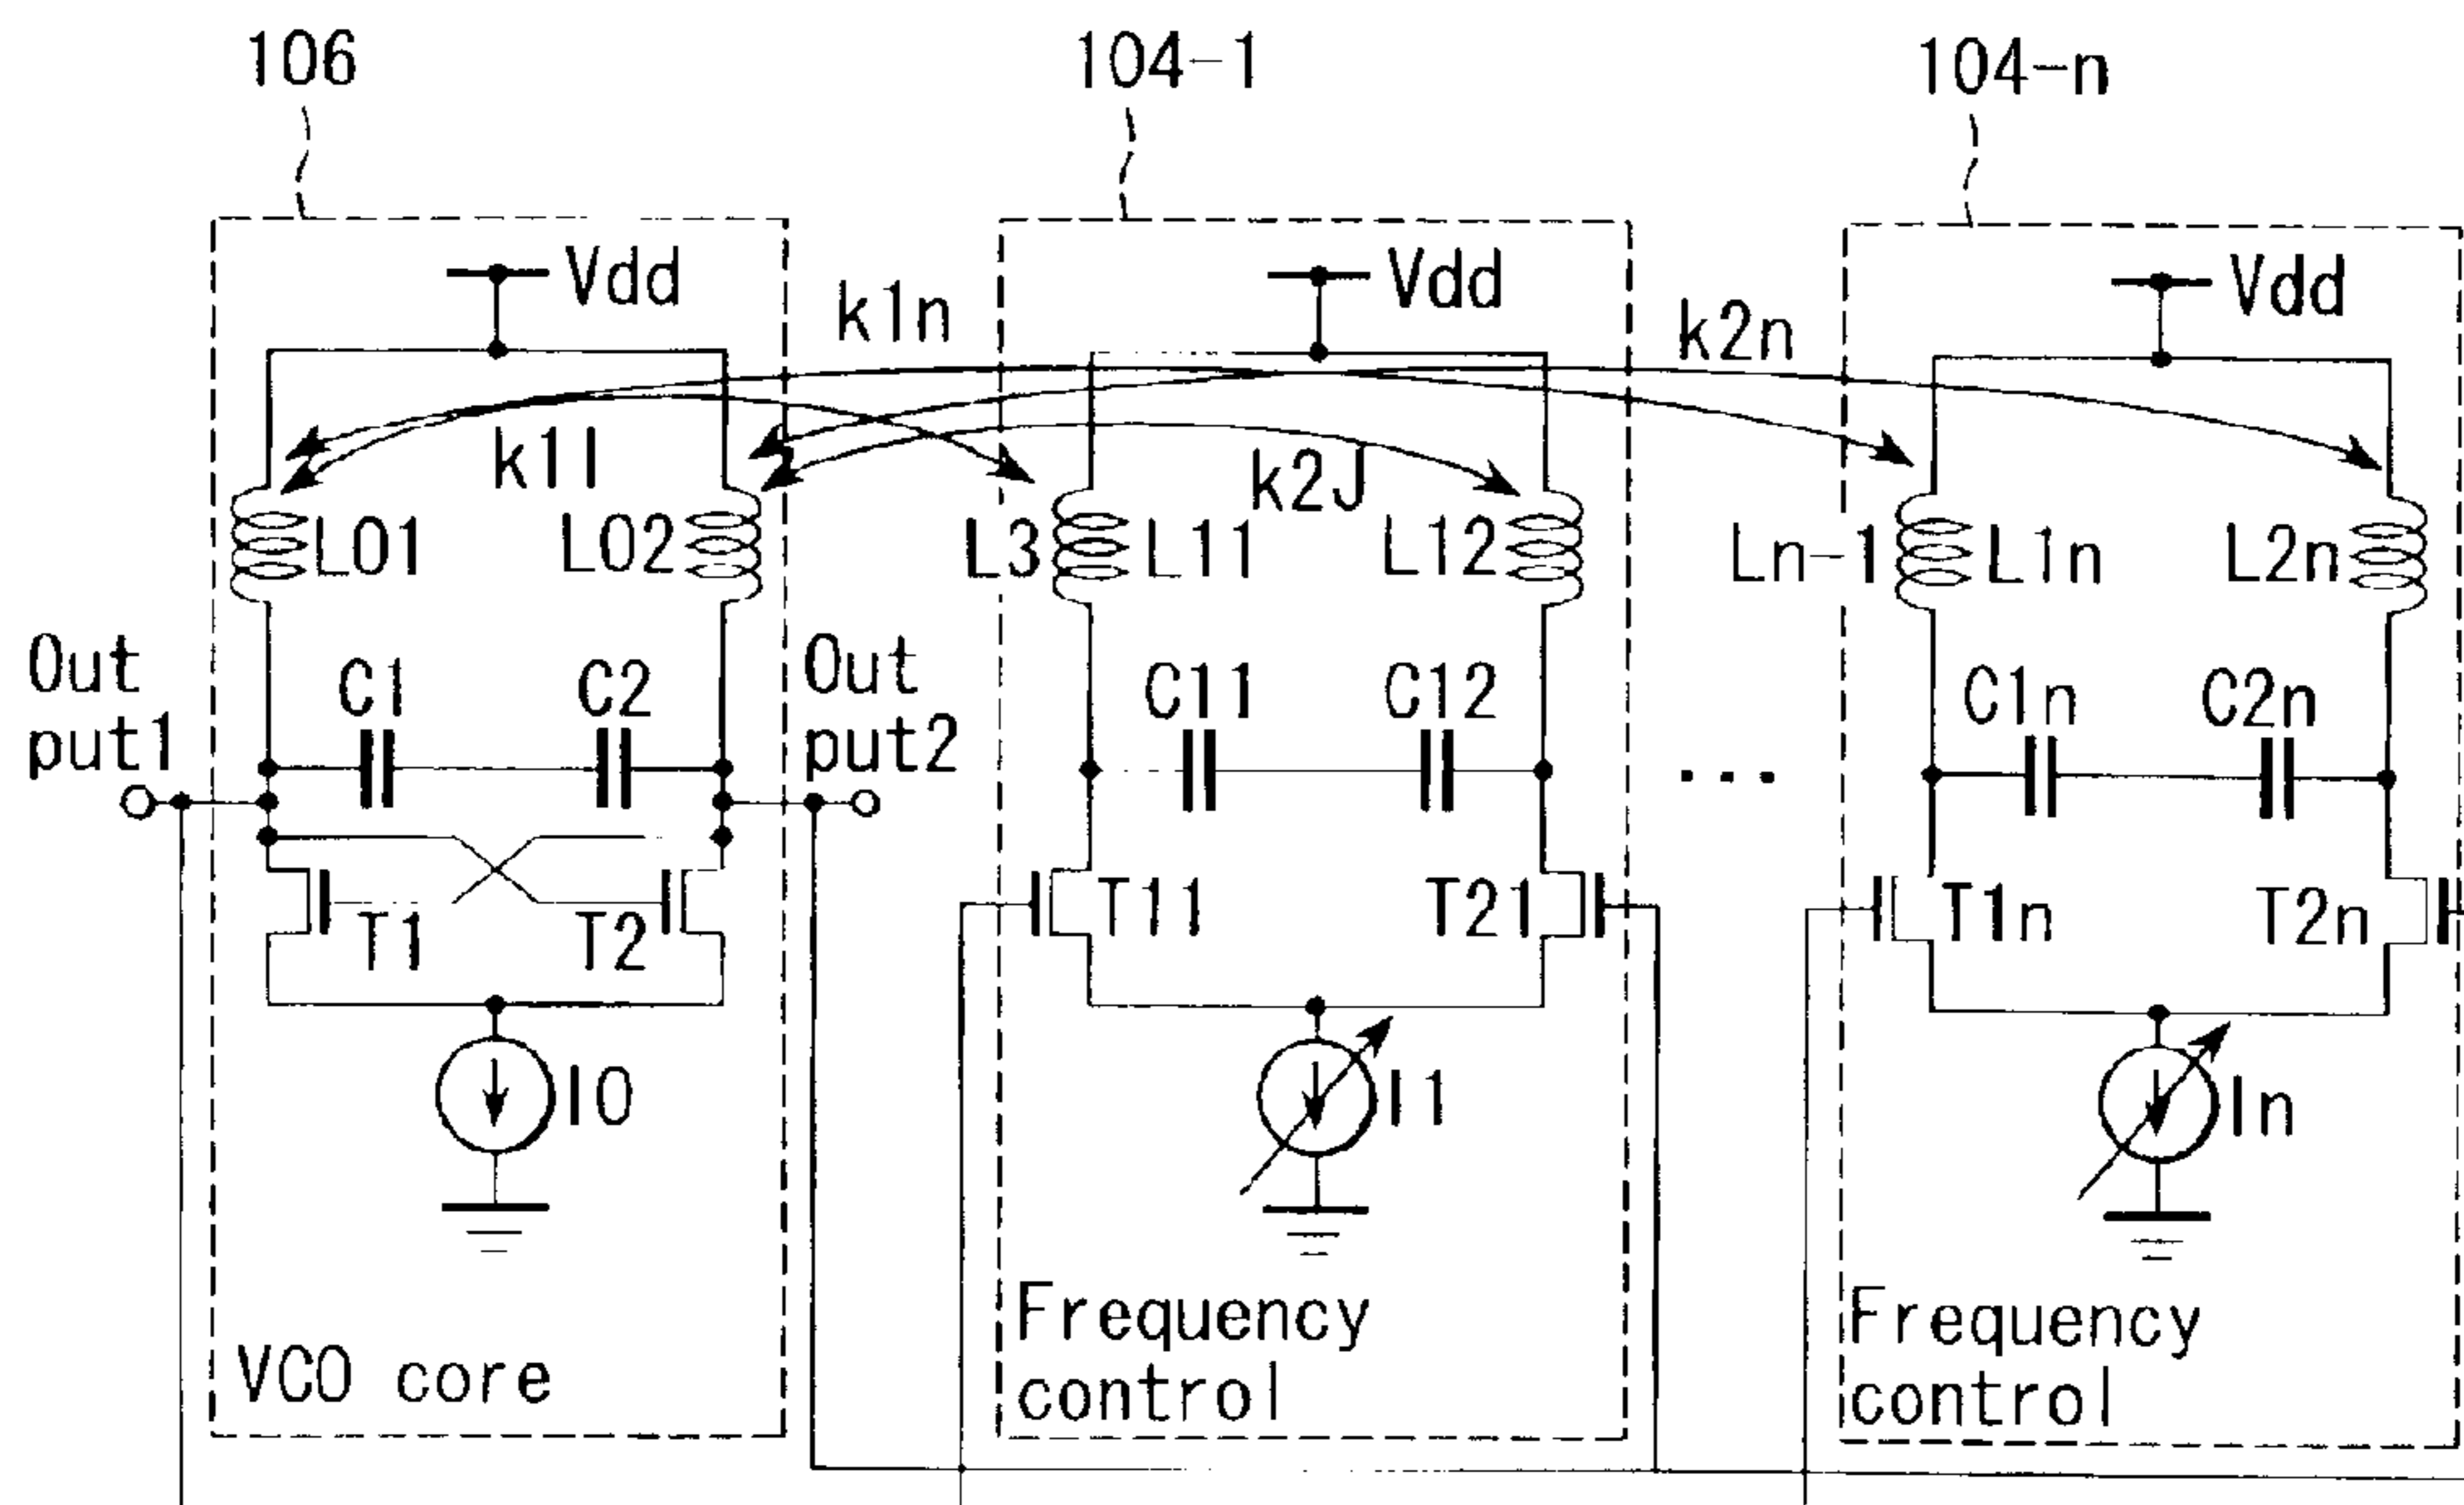 106
104-1
104-n
Vdd
k1n
Vdd
k2n
Vdd
k1I
k2J
L01
L02
L3
L11
L12
Ln-1
L1n
L2n
Out
put1
C1
C2
Out
put2
C11
C12
C1n
C2n
...
T1
T2
T11
T21
T1n
T2n
I0
I1
In
VCO core
Frequency
control
Frequency
control